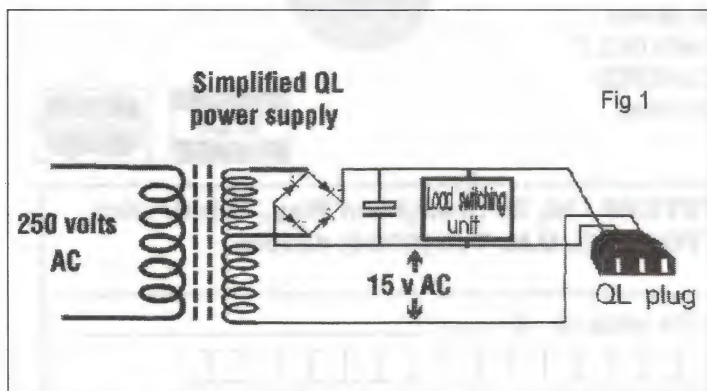 Simplified QL
power supply
Fig 1
250 volts
AC
Load switching
unit
15 v AC
QL plug